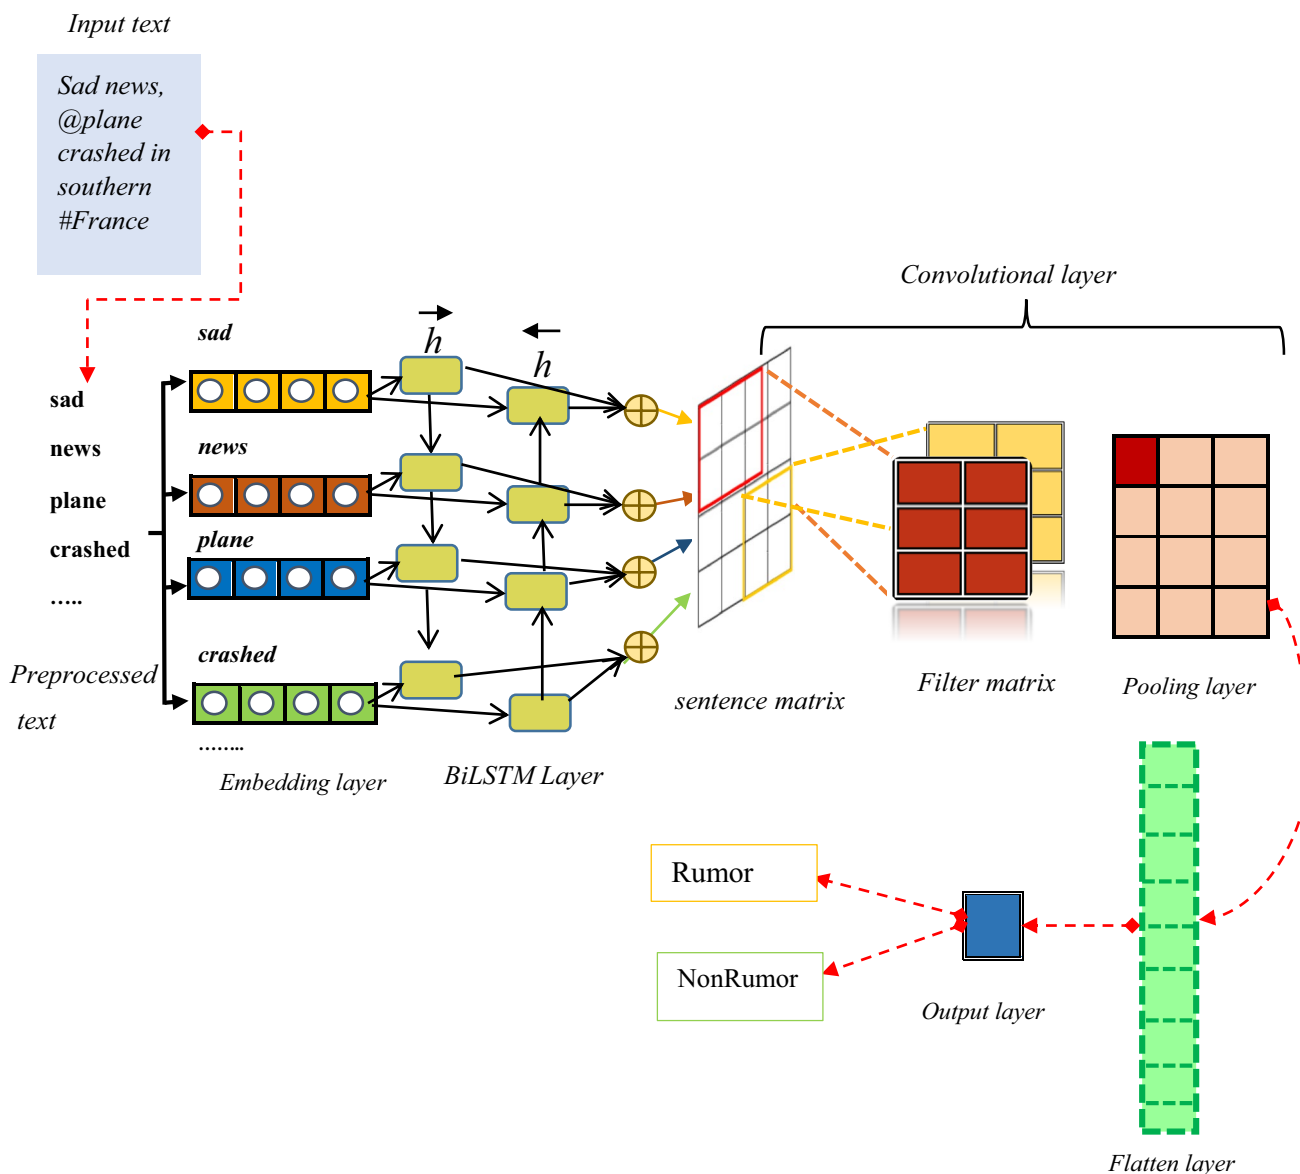 Input text
Sad news,
@plane
crashed in
southern
#France
Convolutional layer
sad
h
h
sad
news
plane
crashed
.....
news
plane
crashed
........
Preprocessed
text
Embedding layer
BiLSTM Layer
sentence matrix
Filter matrix
Pooling layer
Rumor
NonRumor
Output layer
Flatten layer